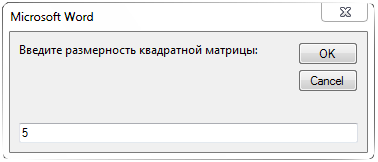 Microsoft Word
Введите размерность квадратной матрицы:
OK
Cancel
5